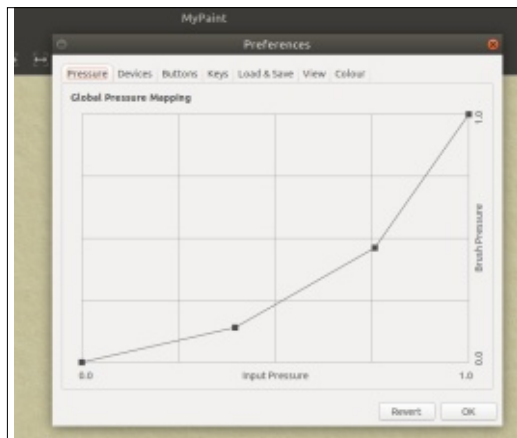 MyPaint
Preferences
Pressure Devices Buttons Keys Load & Save View Colour
Global Pressure Mapping
1.0
Brush Pressure
0.0
0.0 Input Pressure 1.0
Revert OK